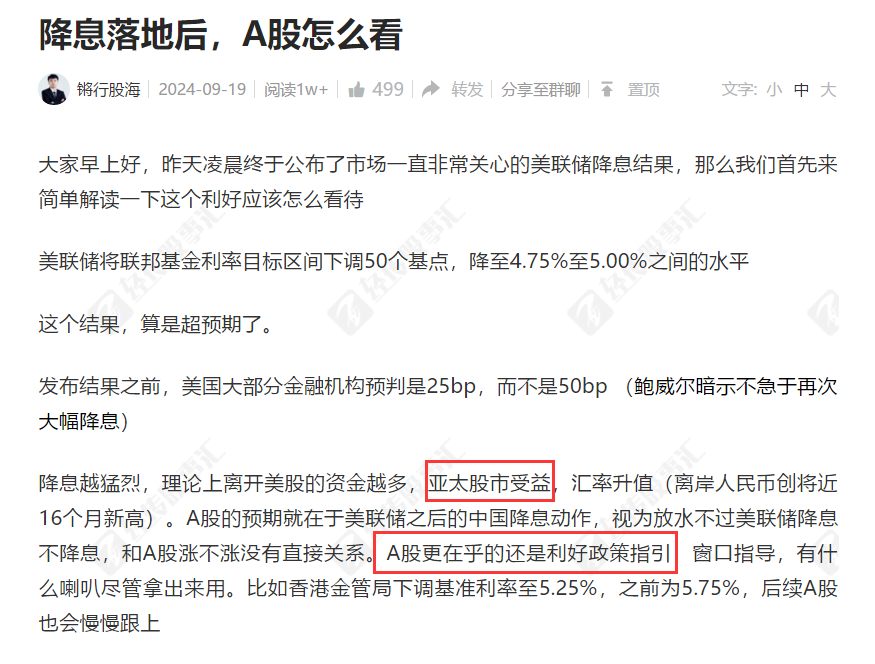 降息落地后，A股怎么看
锵行股海 2024-09-19 阅读1w+ 499 转发 分享至群聊 置顶 文字: 小 中 大
大家早上好，昨天凌晨终于公布了市场一直非常关心的美联储降息结果，那么我们首先来
简单解读一下这个利好应该怎么看待
美联储将联邦基金利率目标区间下调50个基点，降至4.75%至5.00%之间的水平
这个结果，算是超预期了。
发布结果之前，美国大部分金融机构预判是25bp，而不是50bp （鲍威尔暗示不急于再次
大幅降息）
降息越猛烈，理论上离开美股的资金越多，亚太股市受益，汇率升值（离岸人民币创将近
16个月新高）。A股的预期就在于美联储之后的中国降息动作，视为放水不过美联储降息
不降息，和A股涨不涨没有直接关系。A股更在乎的还是利好政策指引 窗口指导，有什
么喇叭尽管拿出来用。比如香港金管局下调基准利率至5.25%，之前为5.75%，后续A股
也会慢慢跟上